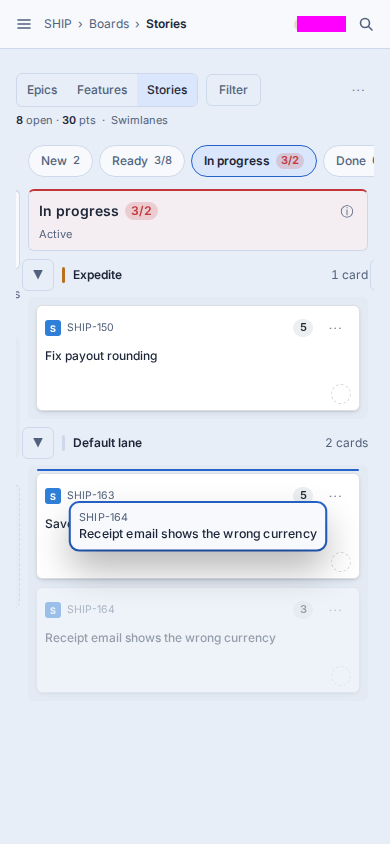 SHIP › Boards › Stories
Epics Features Stories Filter ...
8 open · 30 pts · Swimlanes
New 2 Ready 3/8 In progress 3/2 Done
In progress 3/2
Active
Expedite 1 card
S SHIP-150 5 ...
Fix payout rounding
Default lane 2 cards
S SHIP-163 5 ...
SHIP-164
Receipt email shows the wrong currency
S SHIP-164 3 ...
Receipt email shows the wrong currency